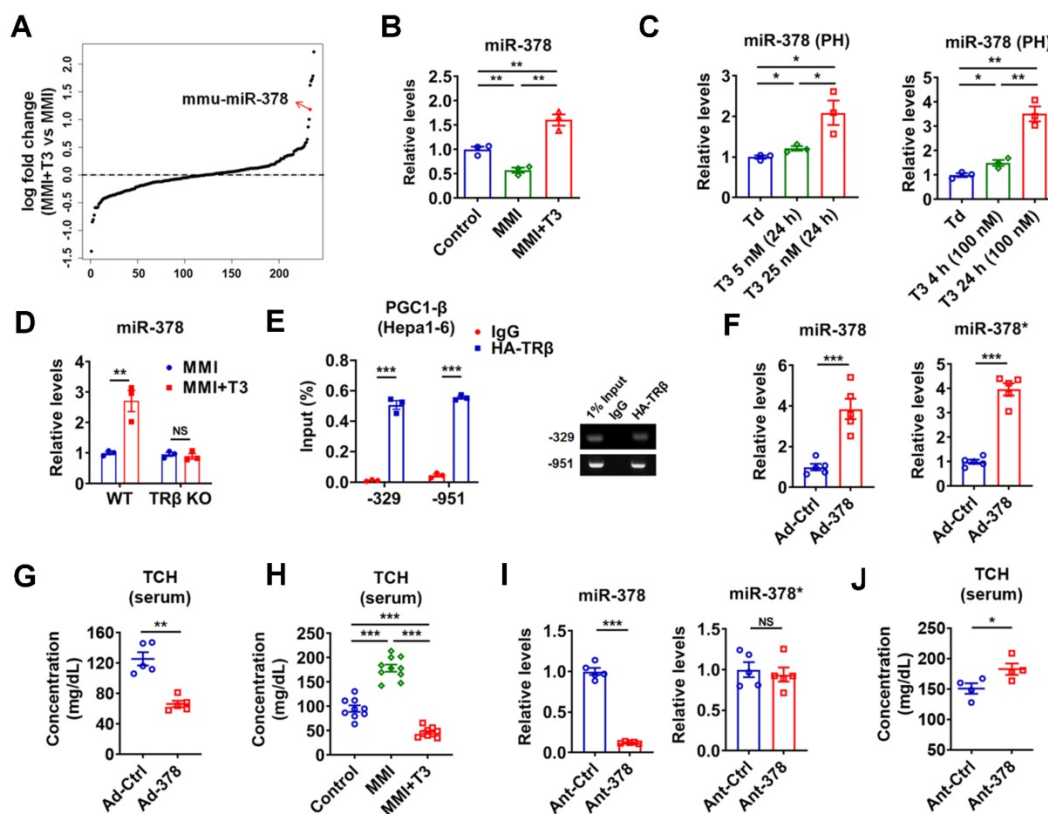 A
log fold change
(MMI+T3 vs MMI)
2.0
1.5
1.0
0.5
0.0
-0.5
-1.0
-1.5
mmu-miR-378
0
50
100
150
200
B
miR-378
Relative levels
2.0
1.5
1.0
0.5
0.0
**
**
**
Control
MMI
MMI+T3
C
miR-378 (PH)
Relative levels
3
2
1
0
*
*
*
Td
T3 5 nM (24 h)
T3 25 nM (24 h)
miR-378 (PH)
Relative levels
5
4
3
2
1
0
**
*
**
Td
T3 4 h (100 nM)
T3 24 h (100 nM)
D
miR-378
Relative levels
4
3
2
1
0
MMI
MMI+T3
**
NS
WT
TRβ KO
E
PGC1-β
(Hepa1-6)
IgG
HA-TRβ
Input (%)
0.8
0.6
0.4
0.2
0.0
***
***
-329
-951
1% Input
IgG
HA-TRβ
-329
-951
F
miR-378
Relative levels
6
4
2
0
***
Ad-Ctrl
Ad-378
miR-378*
Relative levels
5
4
3
2
1
0
***
Ad-Ctrl
Ad-378
G
TCH
(serum)
Concentration
(mg/dL)
160
120
80
40
0
**
Ad-Ctrl
Ad-378
H
TCH
(serum)
Concentration
(mg/dL)
250
200
150
100
50
0
***
***
***
Control
MMI
MMI+T3
I
miR-378
Relative levels
1.5
1.0
0.5
0.0
***
Ant-Ctrl
Ant-378
miR-378*
Relative levels
1.5
1.0
0.5
0.0
NS
Ant-Ctrl
Ant-378
J
TCH
(serum)
Concentration
(mg/dL)
250
200
150
100
50
*
Ant-Ctrl
Ant-378